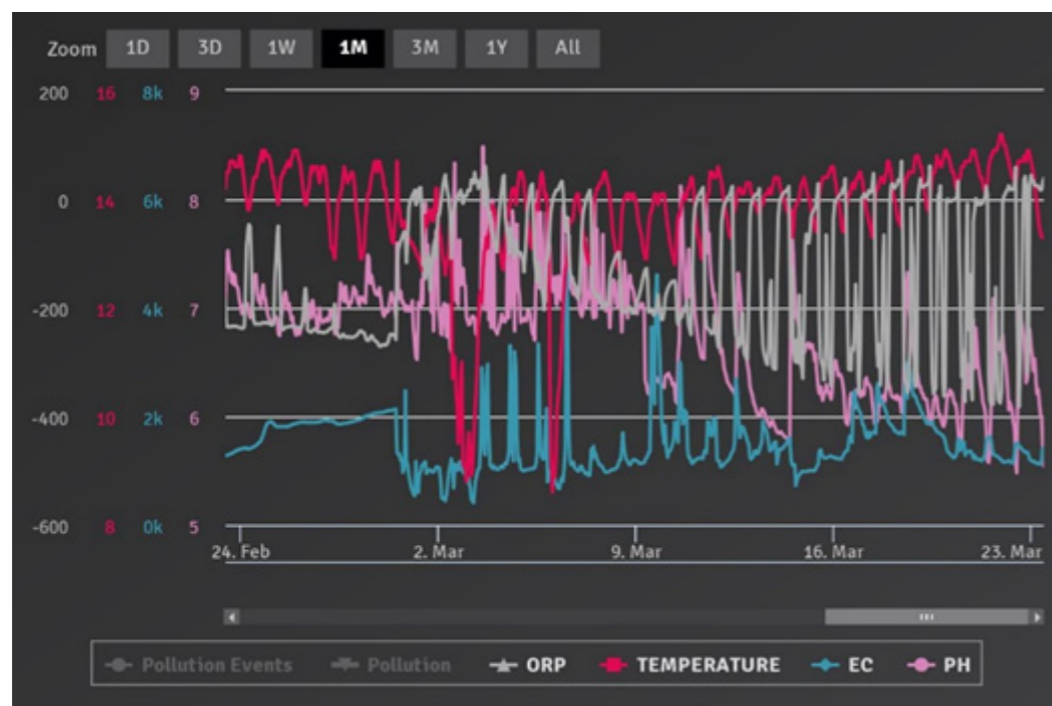 Zoom 1D 3D 1W 1M 3M 1Y All
200 16 8k 9
0 14 6k 8
-200 12 4k 7
-400 10 2k 6
-600 8 0k 5
24. Feb 2. Mar 9. Mar 16. Mar 23. Mar
Pollution Events Pollution ORP TEMPERATURE EC PH